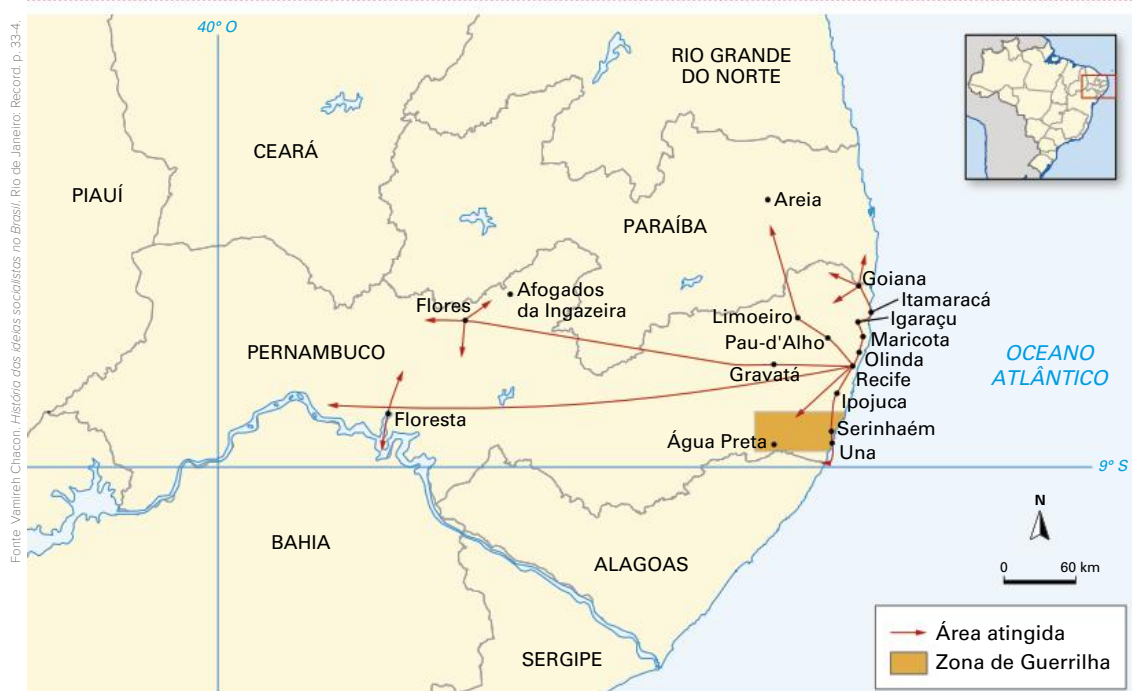 Fonte: Vamireh Chacon. História das ideias socialistas no Brasil. Rio de Janeiro: Record. p. 33-4.
40º O
RIO GRANDE
DO NORTE
CEARÁ
PIAUÍ
Areia
PARAÍBA
Goiana
Itamaracá
Igaraçu
Maricota
Olinda
Recife
Ipojuca
Serinhaém
Una
Afogados
da Ingazeira
Flores
Limoeiro
Pau-d'Alho
Gravatá
PERNAMBUCO
Floresta
Água Preta
OCEANO
ATLÂNTICO
9º S
BAHIA
ALAGOAS
SERGIPE
N
0 60 km
Área atingida
Zona de Guerrilha